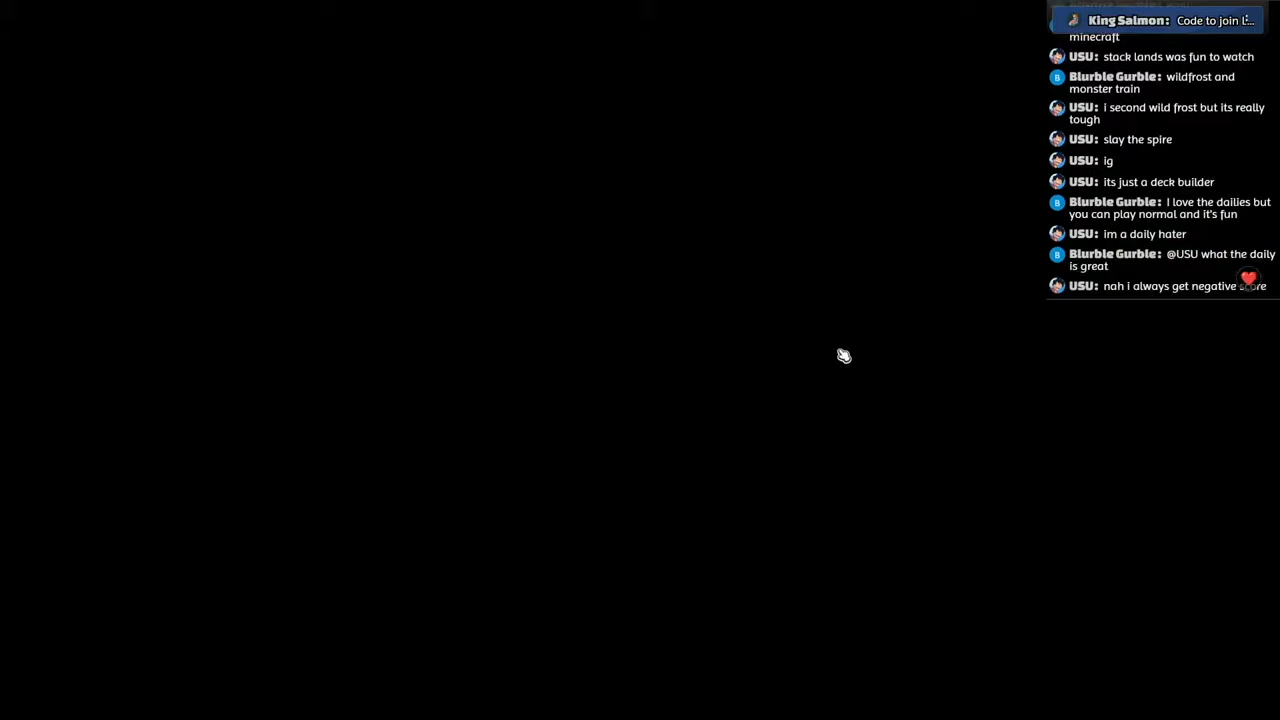 King Salmon: Code to join L...
minecraft
USU: stack lands was fun to watch
B Blurble Gurble: wildfrost and
monster train
USU: i second wild frost but its really
tough
USU: slay the spire
USU: ig
USU: its just a deck builder
B Blurble Gurble: I love the dailies but
you can play normal and it's fun
USU: im a daily hater
B Blurble Gurble: @USU what the daily
is great
USU: nah i always get negative